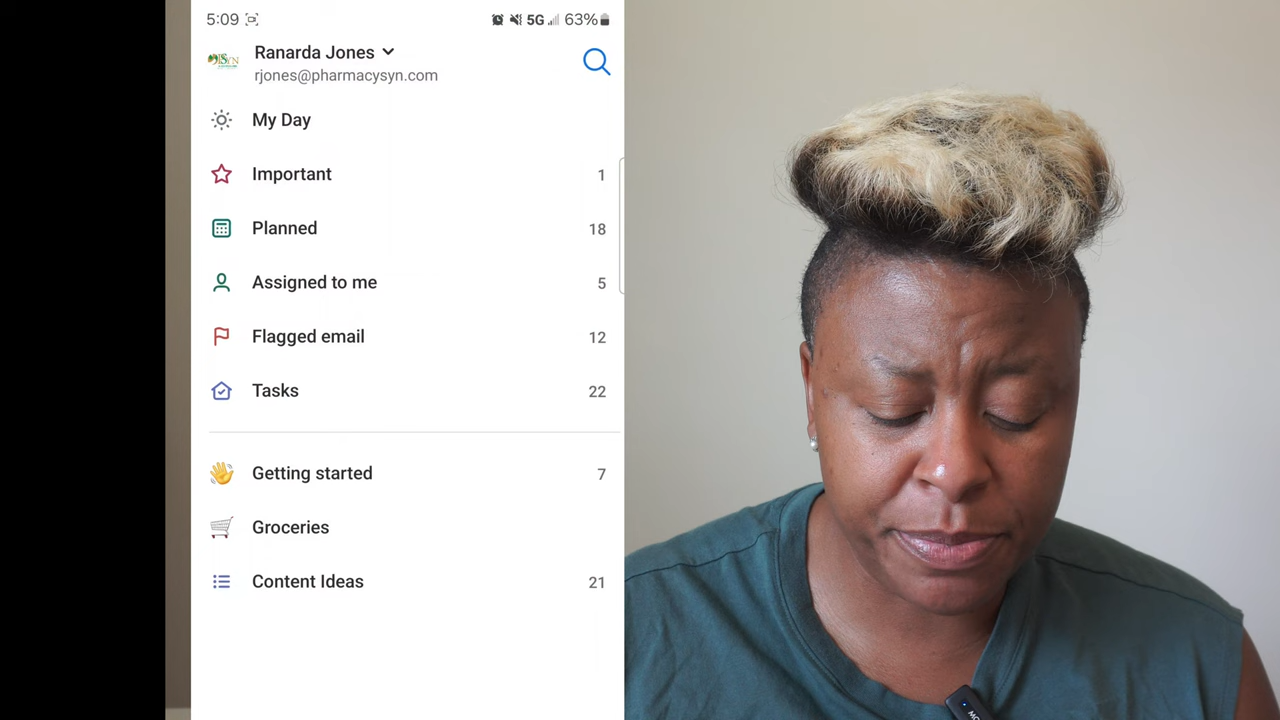 5:09 5G 63%
Ranarda Jones
rjones@pharmacysyn.com
My Day
Important 1
Planned 18
Assigned to me 5
Flagged email 12
Tasks 22
Getting started 7
Groceries
Content Ideas 21